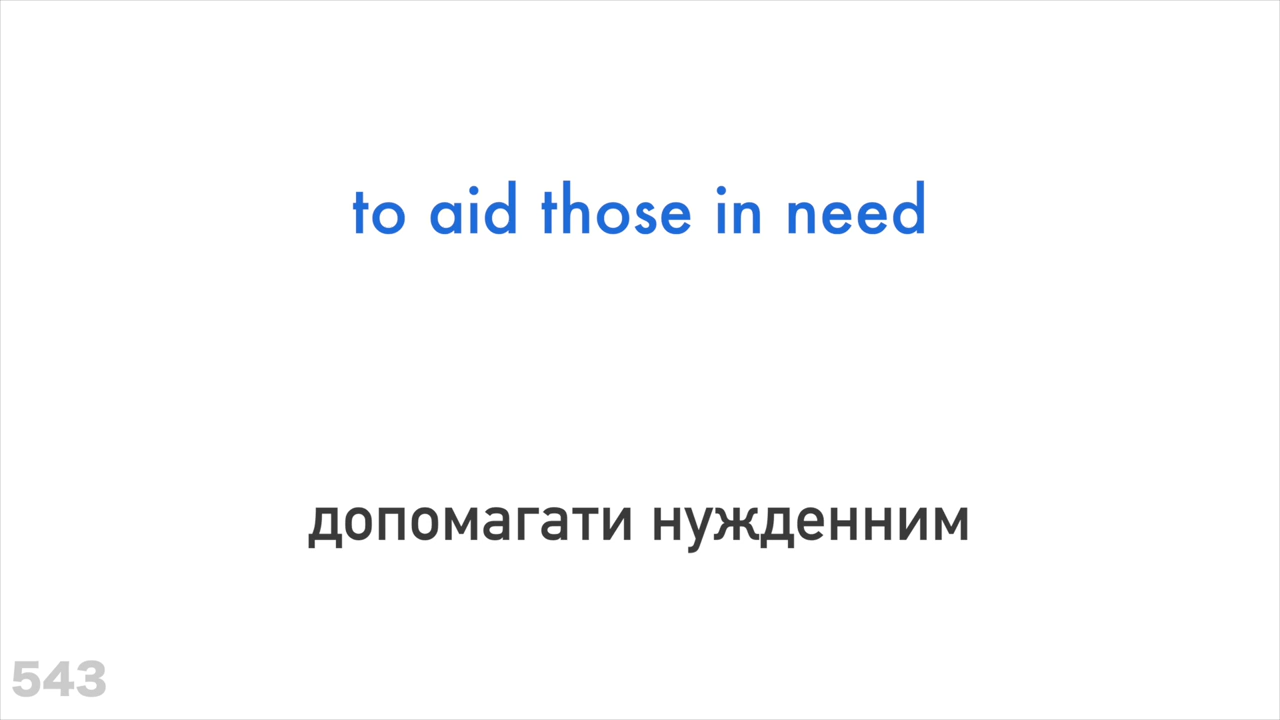 to aid those in need
допомагати нужденним
543